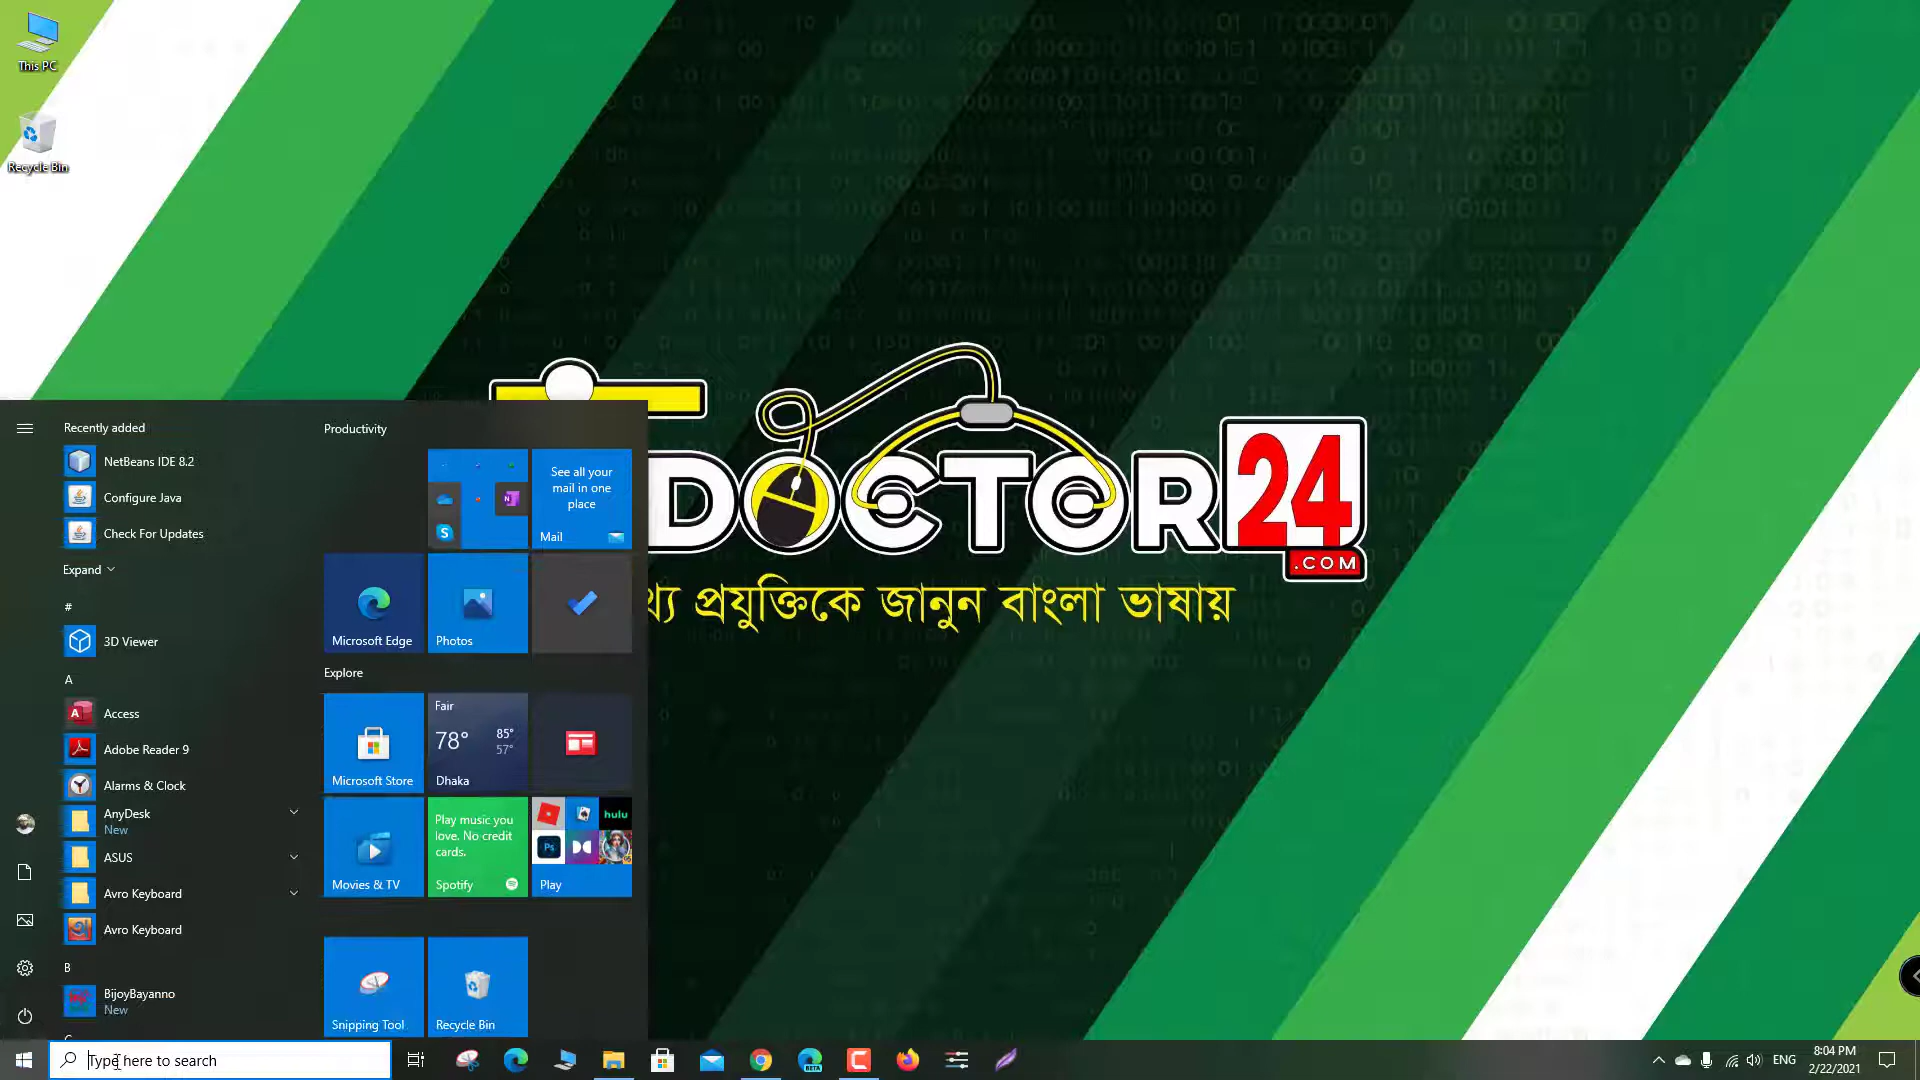 This PC
Recycle Bin
DOCTOR 24
.COM
প্রযুক্তিকে জানুন বাংলা ভাষায়
Recently added
NetBeans IDE 8.2
Configure Java
Check For Updates
Expand
#
3D Viewer
A
Access
Adobe Reader 9
Alarms & Clock
AnyDesk
New
ASUS
Avro Keyboard
Avro Keyboard
B
BijoyBayanno
New
Productivity
See all your
mail in one
place
Mail
Microsoft Edge
Photos
Explore
Microsoft Store
Fair
78° 85°
57°
Dhaka
Movies & TV
Play music you
love. No credit
cards.
Spotify
hulu
Ps
Play
Snipping Tool
Recycle Bin
Type here to search
BETA
ENG
8:04 PM
2/22/2021